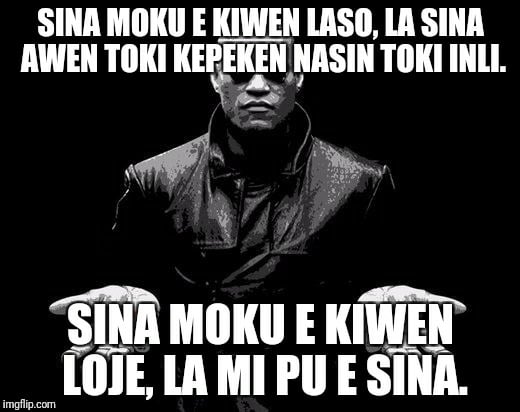 SINA MOKU E KIWEN LASO, LA SINA
AWEN TOKI KEPEKEN NASIN TOKI INLI.
SINA MOKU E KIWEN
LOJE, LA MI PU E SINA.
imgflip.com